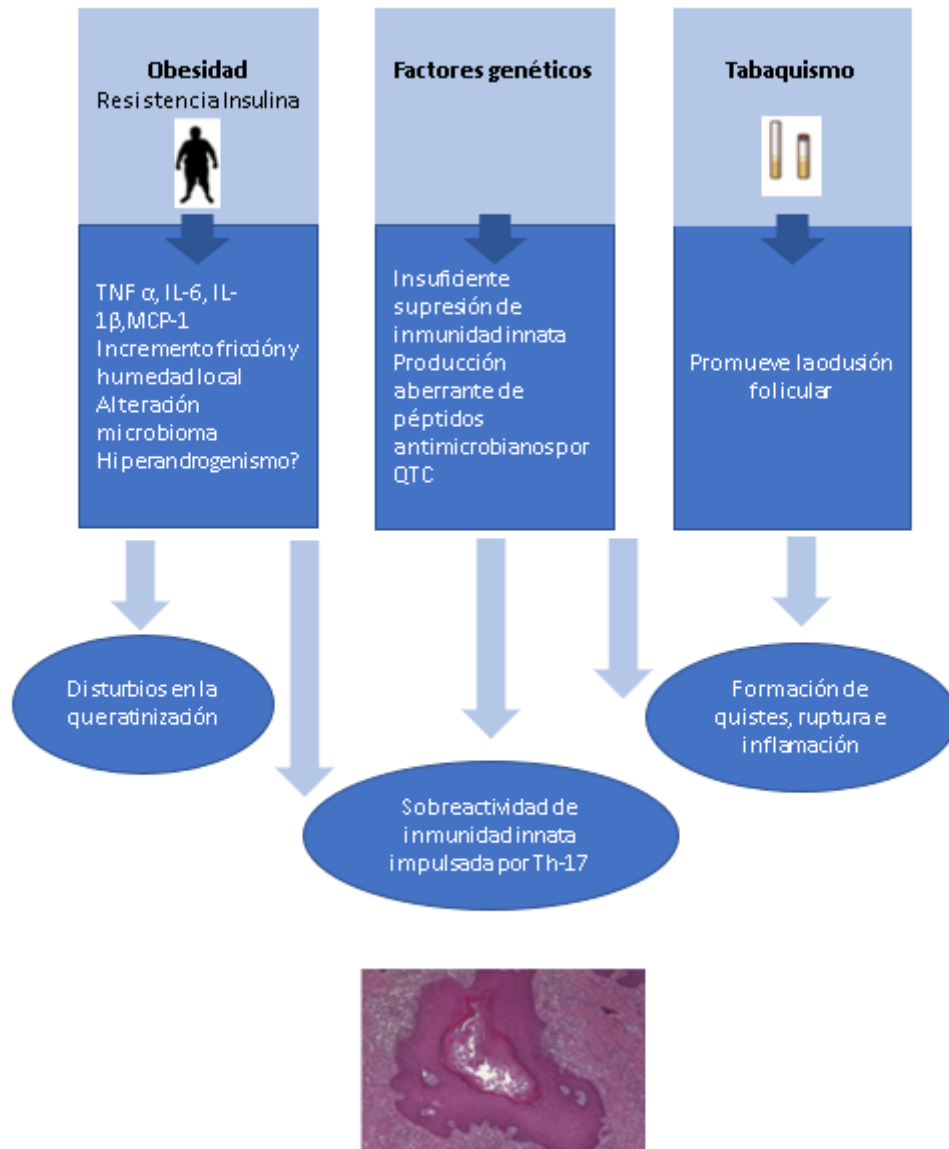 Obesidad
Resistencia Insulina
Factores genéticos
Tabaquismo
TNF α, IL-6, IL-
1β,MCP-1
Incremento fricción y
humedad local
Alteración
microbioma
Hiperandrogenismo?
Insuficiente
supresión de
inmunidad innata
Producción
aberrante de
péptidos
antimicrobianos por
QTC
Promueve la oclusión
folicular
Disturbios en la
queratinización
Formación de
quistes, ruptura e
inflamación
Sobreactividad de
inmunidad innata
impulsada por Th-17